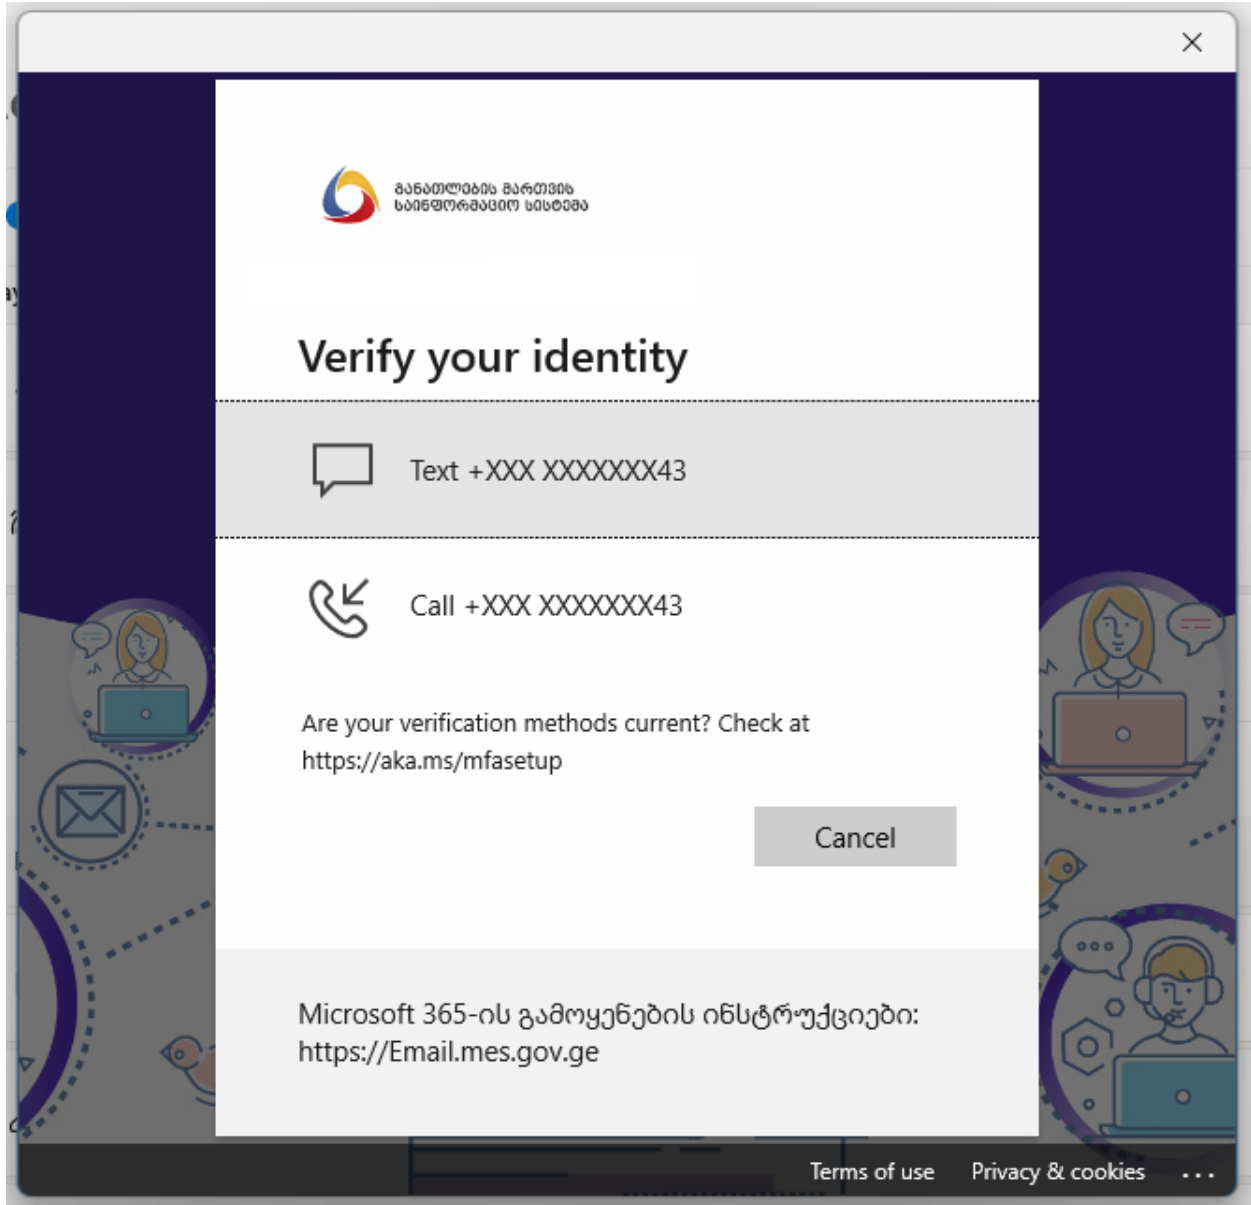 განათლების მართვის
საინფორმაციო სისტემა
Verify your identity
Text +XXX XXXXXXX43
Call +XXX XXXXXXX43
Are your verification methods current? Check at
https://aka.ms/mfasetup
Cancel
Microsoft 365-ის გამოყენების ინსტრუქციები:
https://Email.mes.gov.ge
Terms of use Privacy & cookies ...